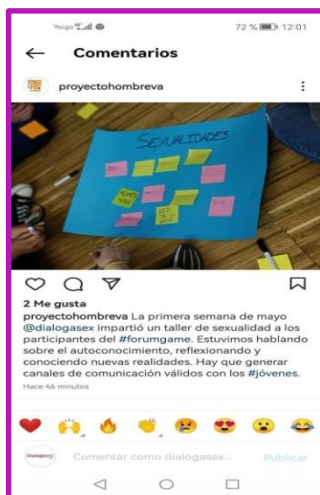 Yoigo
72 % 12:01
Comentarios
proyectohombreva
SEXUALIDADES
2 Me gusta
proyectohombreva La primera semana de mayo
@dialogasex impartió un taller de sexualidad a los
participantes del #forumgame. Estuvimos hablando
sobre el autoconocimiento, reflexionando y
conociendo nuevas realidades. Hay que generar
canales de comunicación válidos con los #jóvenes.
Hace 46 minutos
Comentar como dialogasex...
Publicar